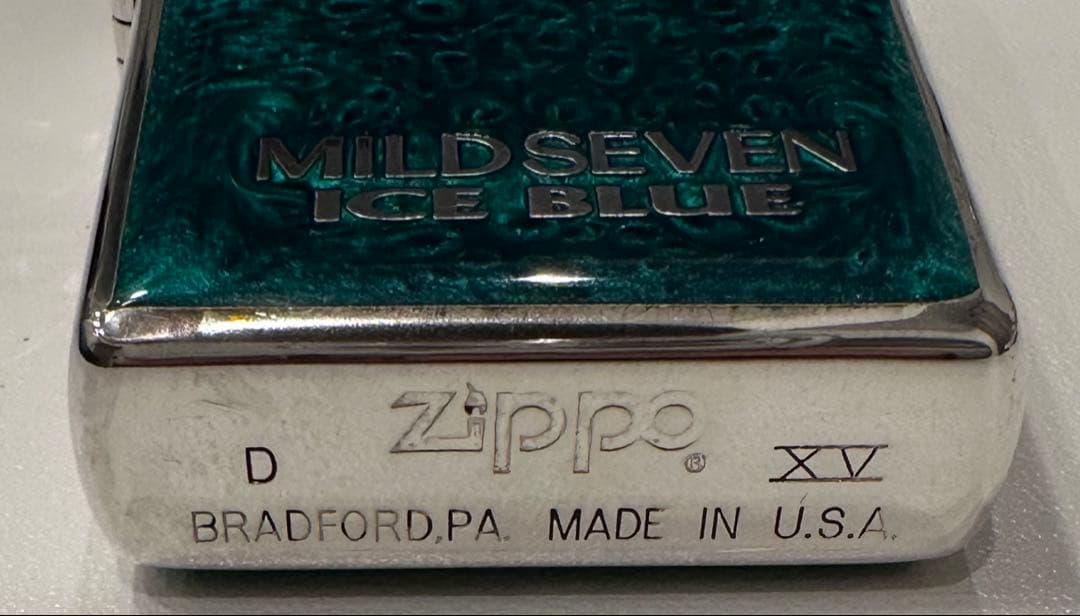 MILD SEVEN
ICE BLUE
Zippo ®
D XV
BRADFORD,PA. MADE IN U.S.A.